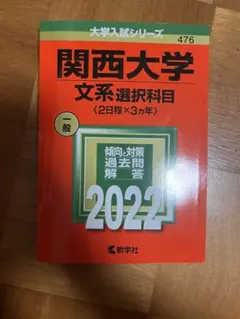 大学入試シリーズ
476
関西大学
文系選択科目
〈2日程×3ヵ年〉
一般
傾向と対策
過去問
解答
2022
教学社